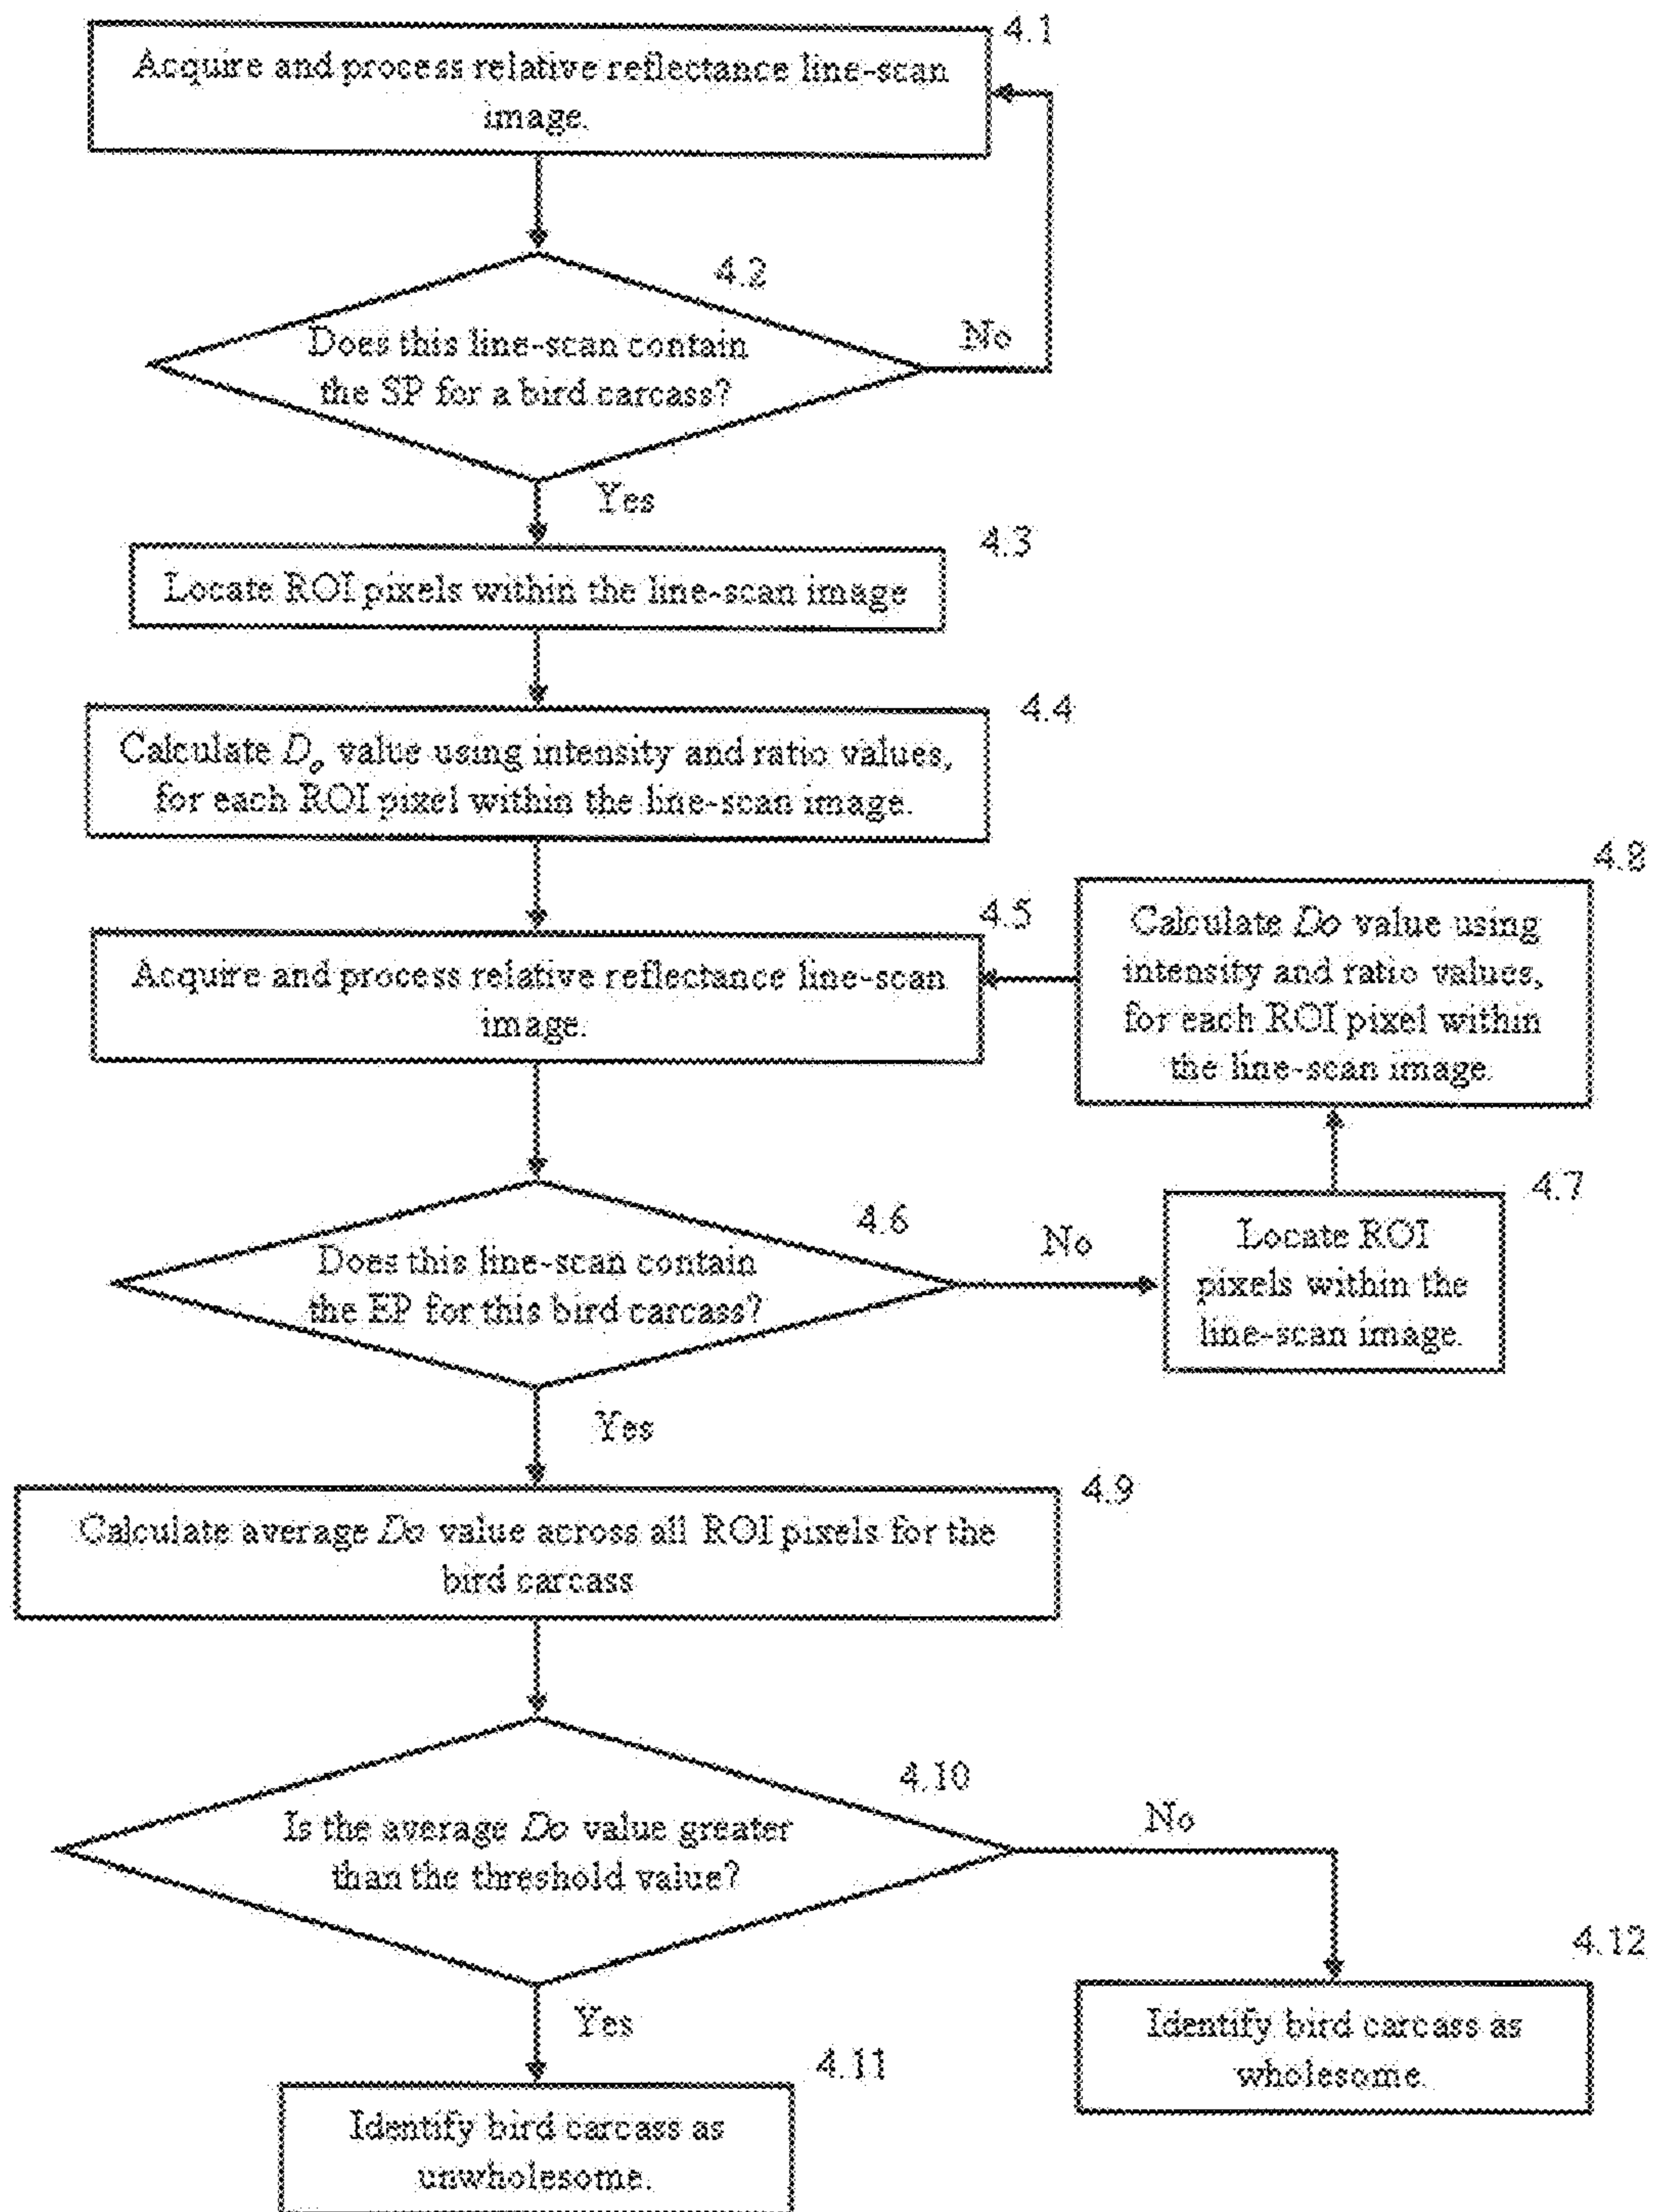 4.1
Acquire and process relative reflectance line-scan
image.
4.2
Does this line-scan contain
the SP for a bird carcass?
No
Yes
4.3
Locate ROI pixels within the line-scan image
4.4
Calculate Do value using intensity and ratio values,
for each ROI pixel within the line-scan image.
4.5
Acquire and process relative reflectance line-scan
image.
4.8
Calculate Do value using
intensity and ratio values,
for each ROI pixel within
the line-scan image.
4.6
Does this line-scan contain
the EP for this bird carcass?
No
4.7
Locate ROI
pixels within the
line-scan image.
Yes
4.9
Calculate average Do value across all ROI pixels for the
bird carcass
4.10
Is the average Do value greater
than the threshold value?
No
Yes
4.12
Identify bird carcass as
wholesome.
4.11
Identify bird carcass as
unwholesome.